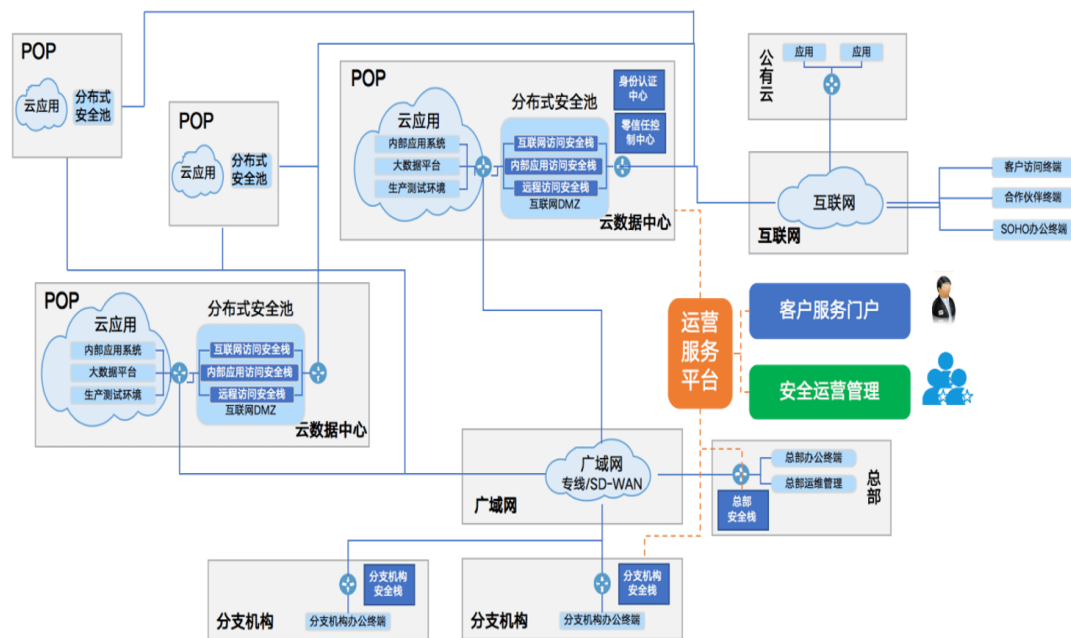 POP
云应用
分布式
安全池
POP
云应用
分布式
安全池
POP
云应用
内部应用系统
大数据平台
生产测试环境
分布式安全池
互联网访问安全栈
内部应用访问安全栈
远程访问安全栈
互联网DMZ
身份认证
中心
零信任控
制中心
云数据中心
公有云
应用
应用
互联网
互联网
客户访问终端
合作伙伴终端
SOHO办公终端
POP
云应用
内部应用系统
大数据平台
生产测试环境
分布式安全池
互联网访问安全栈
内部应用访问安全栈
远程访问安全栈
互联网DMZ
云数据中心
运营
服务
平台
客户服务门户
安全运营管理
广域网
专线/SD-WAN
广域网
总部办公终端
总部运维管理
总部
安全栈
总部
分支机构
安全栈
分支机构办公终端
分支机构
分支机构
安全栈
分支机构办公终端
分支机构